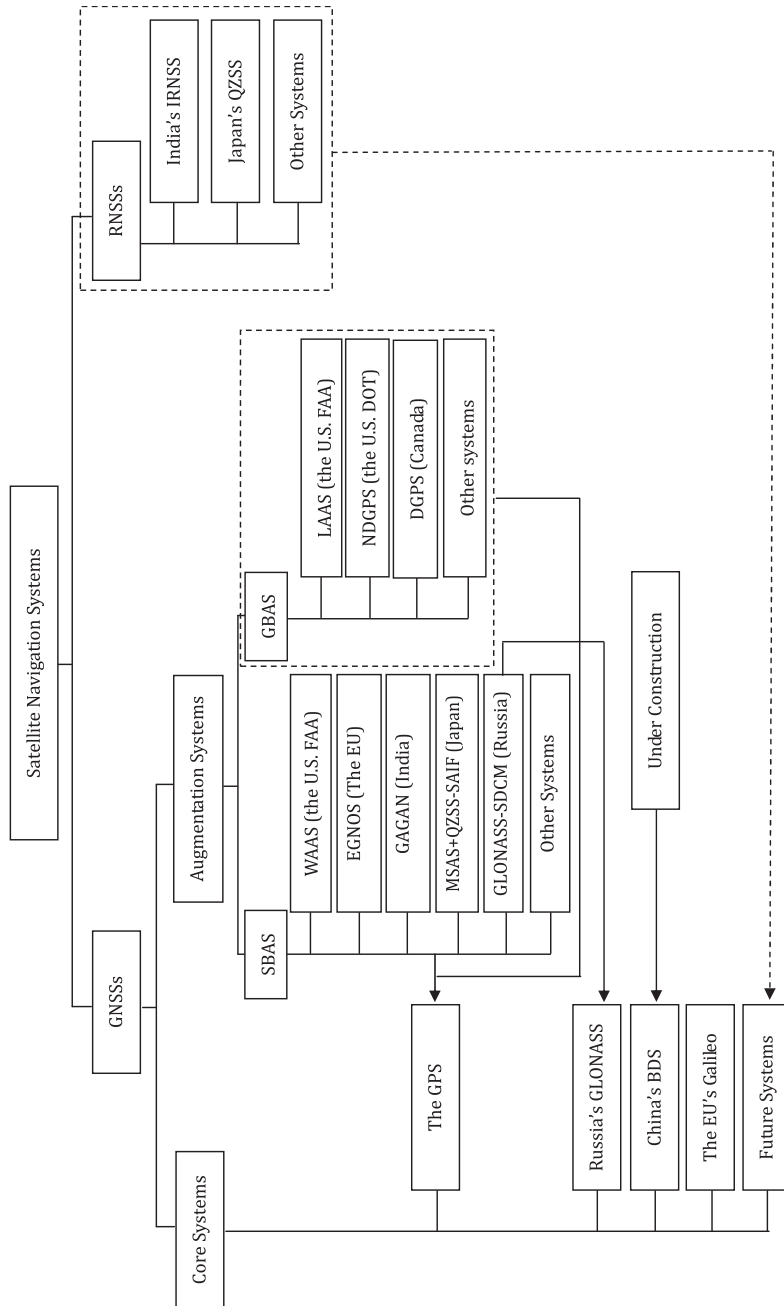 Satellite Navigation Systems
GNSSs
RNSSs
Core Systems
Augmentation Systems
India's IRNSS
Japan's QZSS
Other Systems
SBAS
GBAS
WAAS (the U.S. FAA)
EGNOS (The EU)
GAGAN (India)
MSAS+QZSS-SAIF (Japan)
GLONASS-SDCM (Russia)
Other Systems
LAAS (the U.S. FAA)
NDGPS (the U.S. DOT)
DGPS (Canada)
Other systems
The GPS
Russia's GLONASS
China's BDS
Under Construction
The EU's Galileo
Future Systems